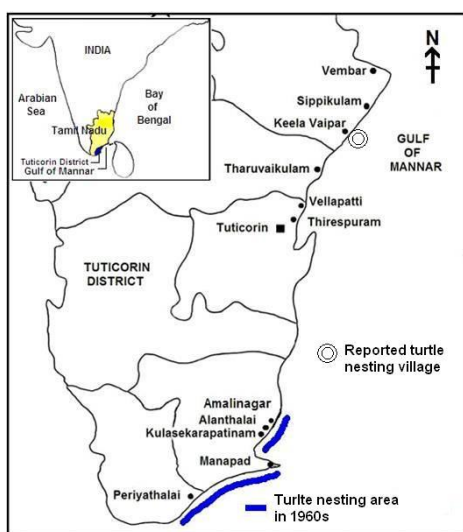 INDIA
Arabian
Sea
Bay
of
Bengal
Tamil Nadu
Tuticorin District
Gulf of Mannar
N
Vembar
Sippikulam
Keela Vaipar
GULF
OF
MANNAR
Tharuvaikulam
Vellapatti
Thirespuram
Tuticorin
TUTICORIN
DISTRICT
Reported turtle
nesting village
Amalinagar
Alanthalai
Kulasekarapatinam
Manapad
Periyathalai
Turlte nesting area
in 1960s